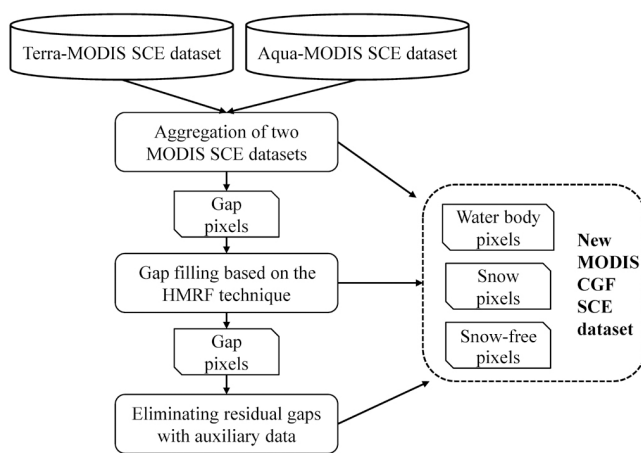 Terra-MODIS SCE dataset
Aqua-MODIS SCE dataset
Aggregation of two
MODIS SCE datasets
Gap
pixels
Gap filling based on the
HMRF technique
Gap
pixels
Eliminating residual gaps
with auxiliary data
Water body
pixels
Snow
pixels
Snow-free
pixels
New
MODIS
CGF
SCE
dataset